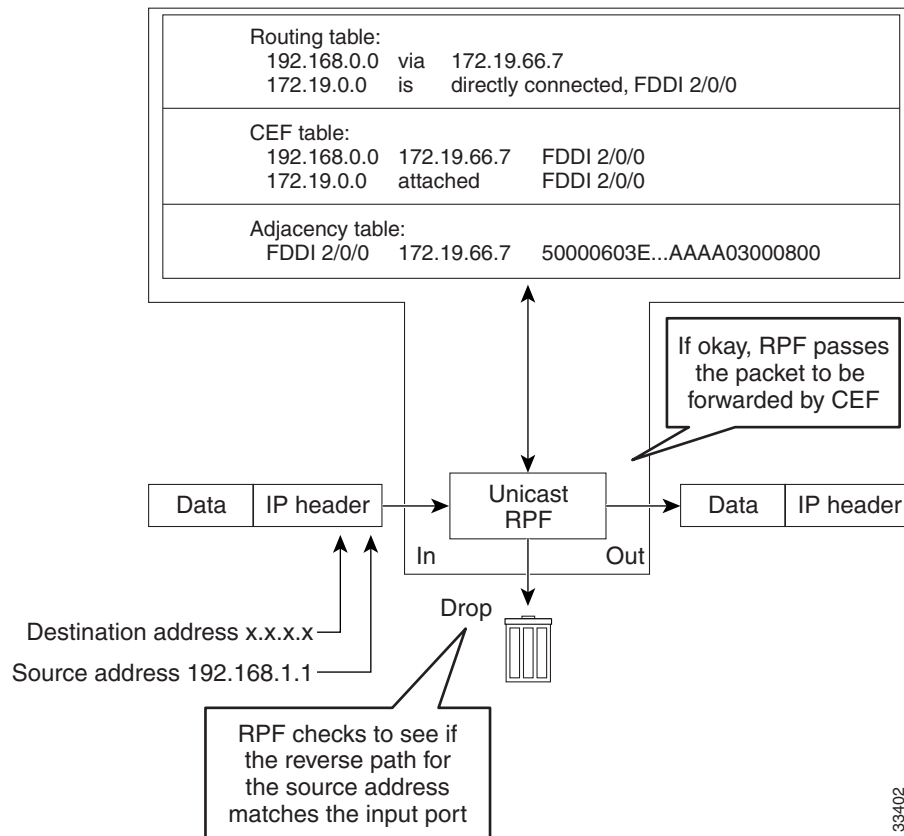 Routing table:
192.168.0.0 via 172.19.66.7
172.19.0.0 is directly connected, FDDI 2/0/0
CEF table:
192.168.0.0 172.19.66.7 FDDI 2/0/0
172.19.0.0 attached FDDI 2/0/0
Adjacency table:
FDDI 2/0/0 172.19.66.7 50000603E...AAAA03000800
If okay, RPF passes
the packet to be
forwarded by CEF
Data IP header
Unicast
RPF
Data IP header
In Out
Drop
Destination address x.x.x.x
Source address 192.168.1.1
RPF checks to see if
the reverse path for
the source address
matches the input port
33402